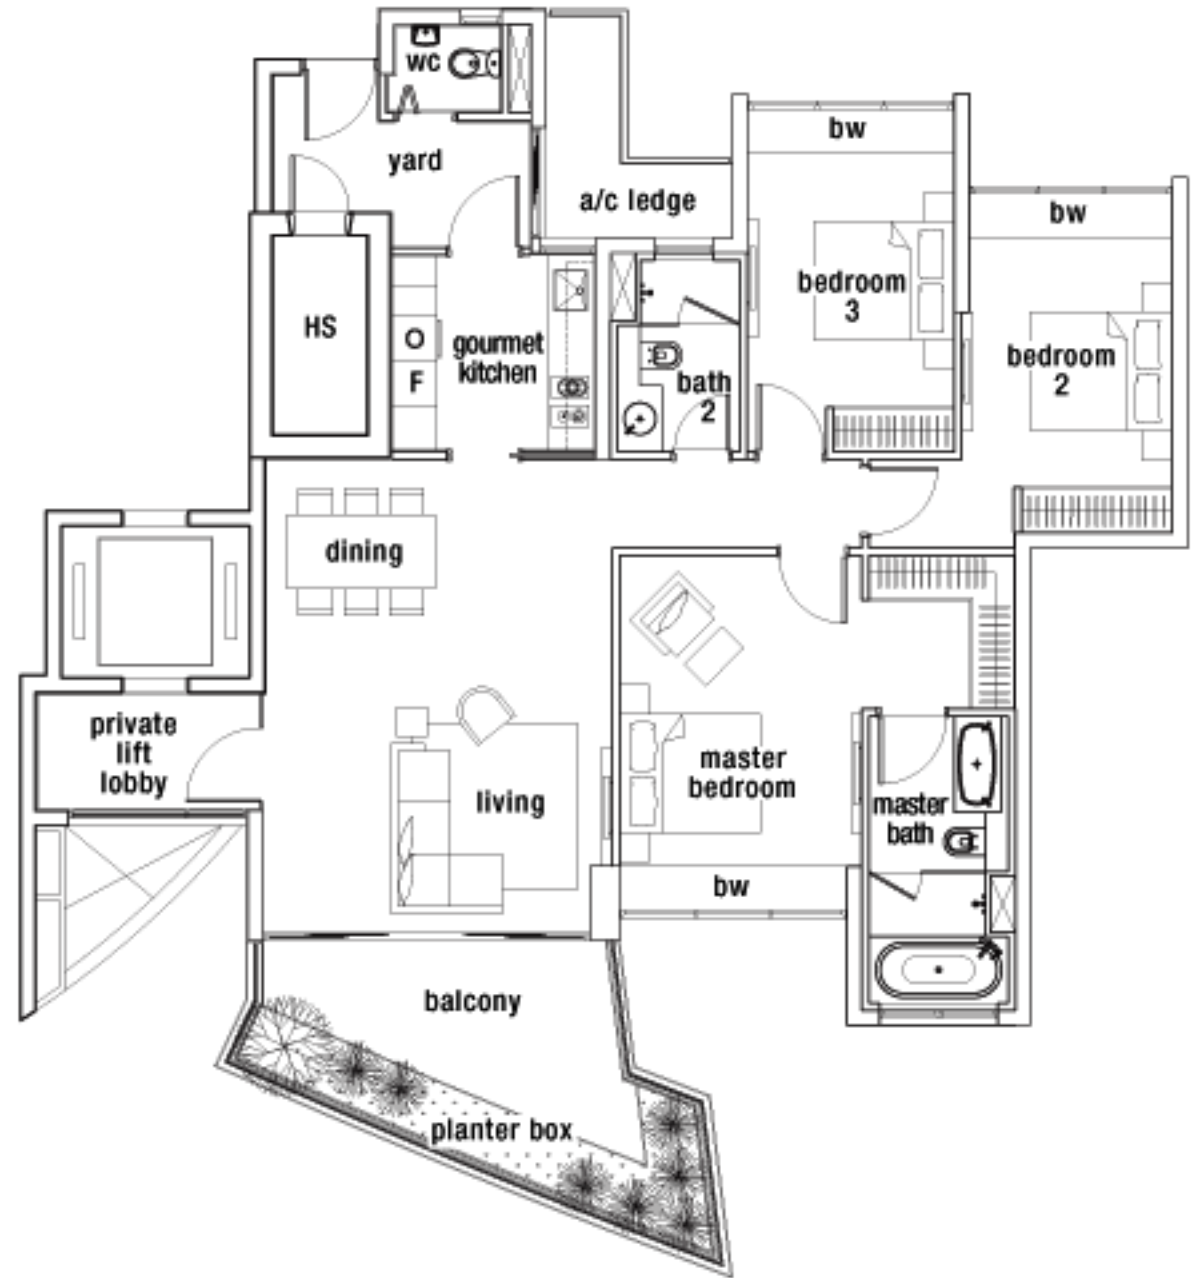 wc
yard
bw
a/c ledge
bw
bedroom
3
HS
O
F
gourmet
kitchen
bath
2
bedroom
2
dining
private
lift
lobby
living
master
bedroom
master
bath
bw
balcony
planter box